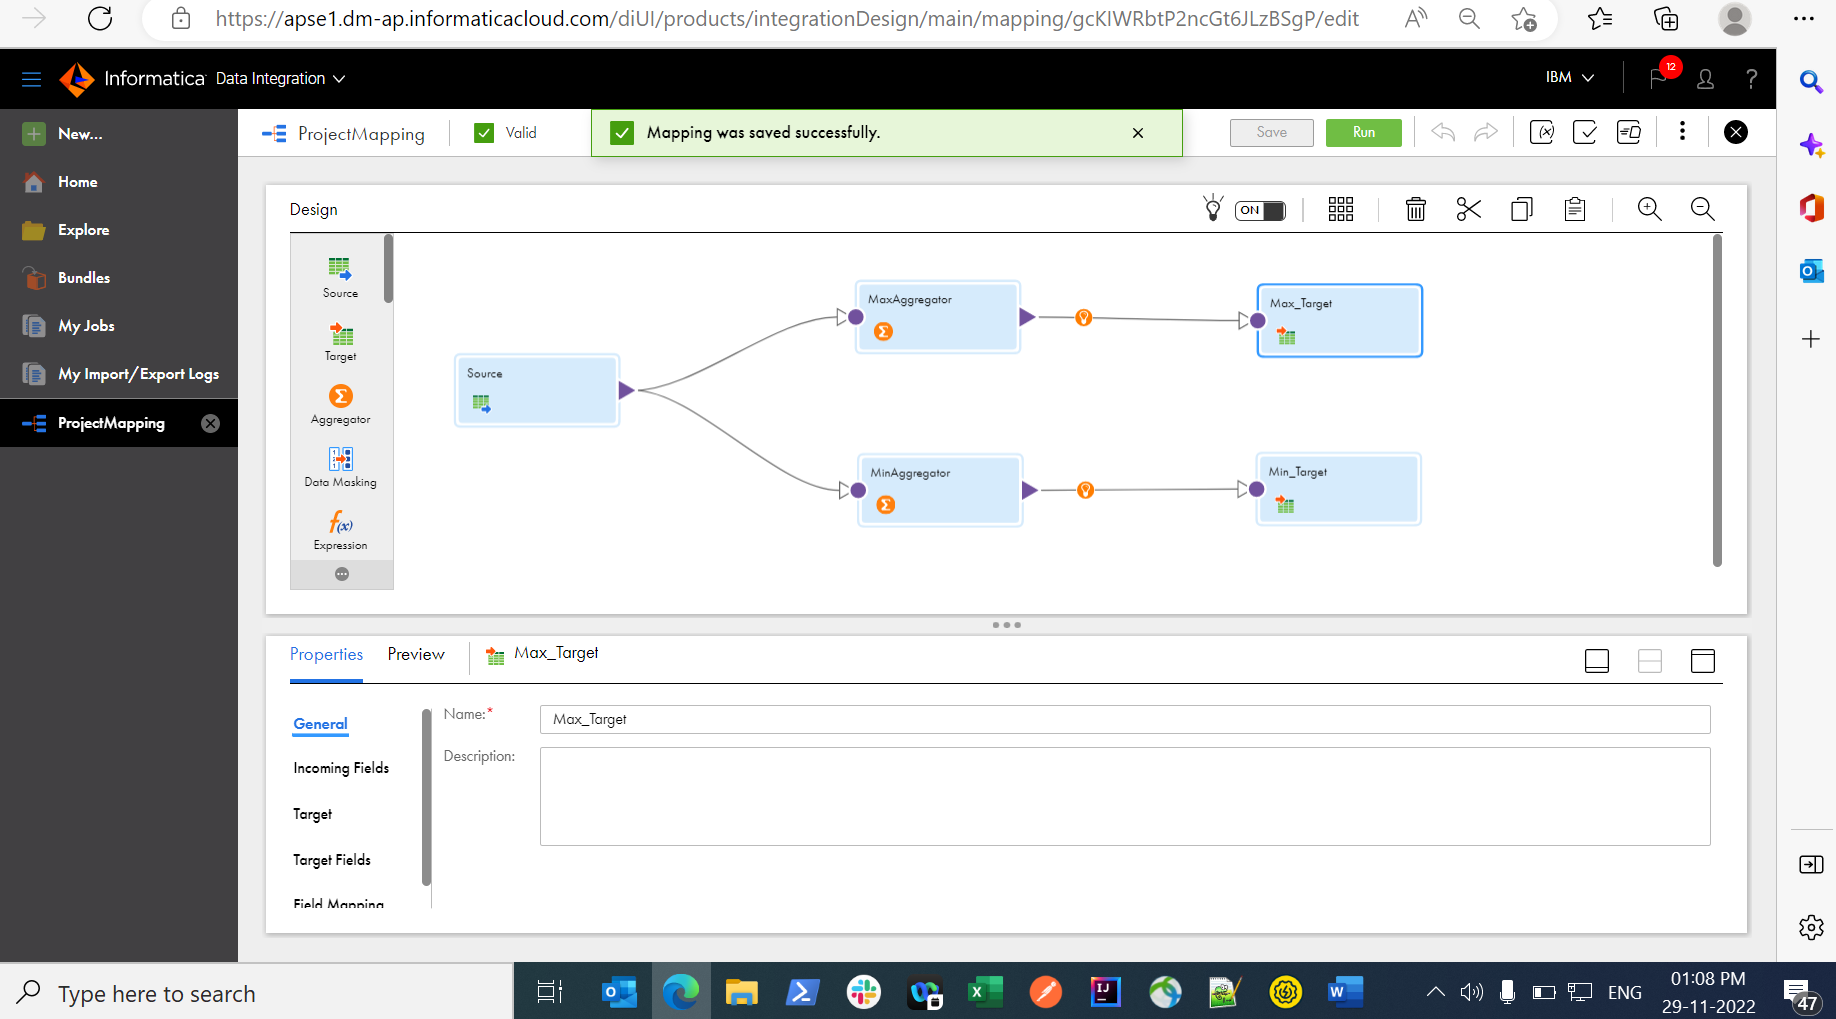 https://apse1.dm-ap.informaticacloud.com/diUI/products/integrationDesign/main/mapping/gcKIWRbtP2ncGt6JLzBSgP/edit
Informatica Data Integration
IBM
12
?
New...
Home
Explore
Bundles
My Jobs
My Import/Export Logs
ProjectMapping
ProjectMapping
Valid
Mapping was saved successfully.
Save
Run
Design
ON
Source
Target
Aggregator
Data Masking
Expression
Source
MaxAggregator
Max_Target
MinAggregator
Min_Target
Properties
Preview
Max_Target
General
Incoming Fields
Target
Target Fields
Field Mapping
Name:*
Max_Target
Description:
Type here to search
ENG
01:08 PM
29-11-2022
47